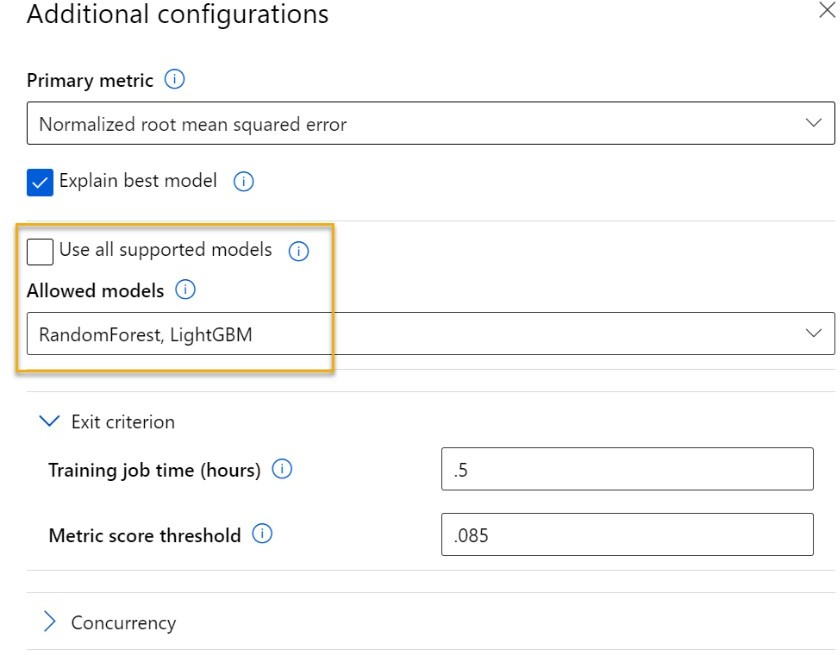 Additional configurations
Primary metric
Normalized root mean squared error
Explain best model
Use all supported models
Allowed models
RandomForest, LightGBM
Exit criterion
Training job time (hours)
.5
Metric score threshold
.085
Concurrency